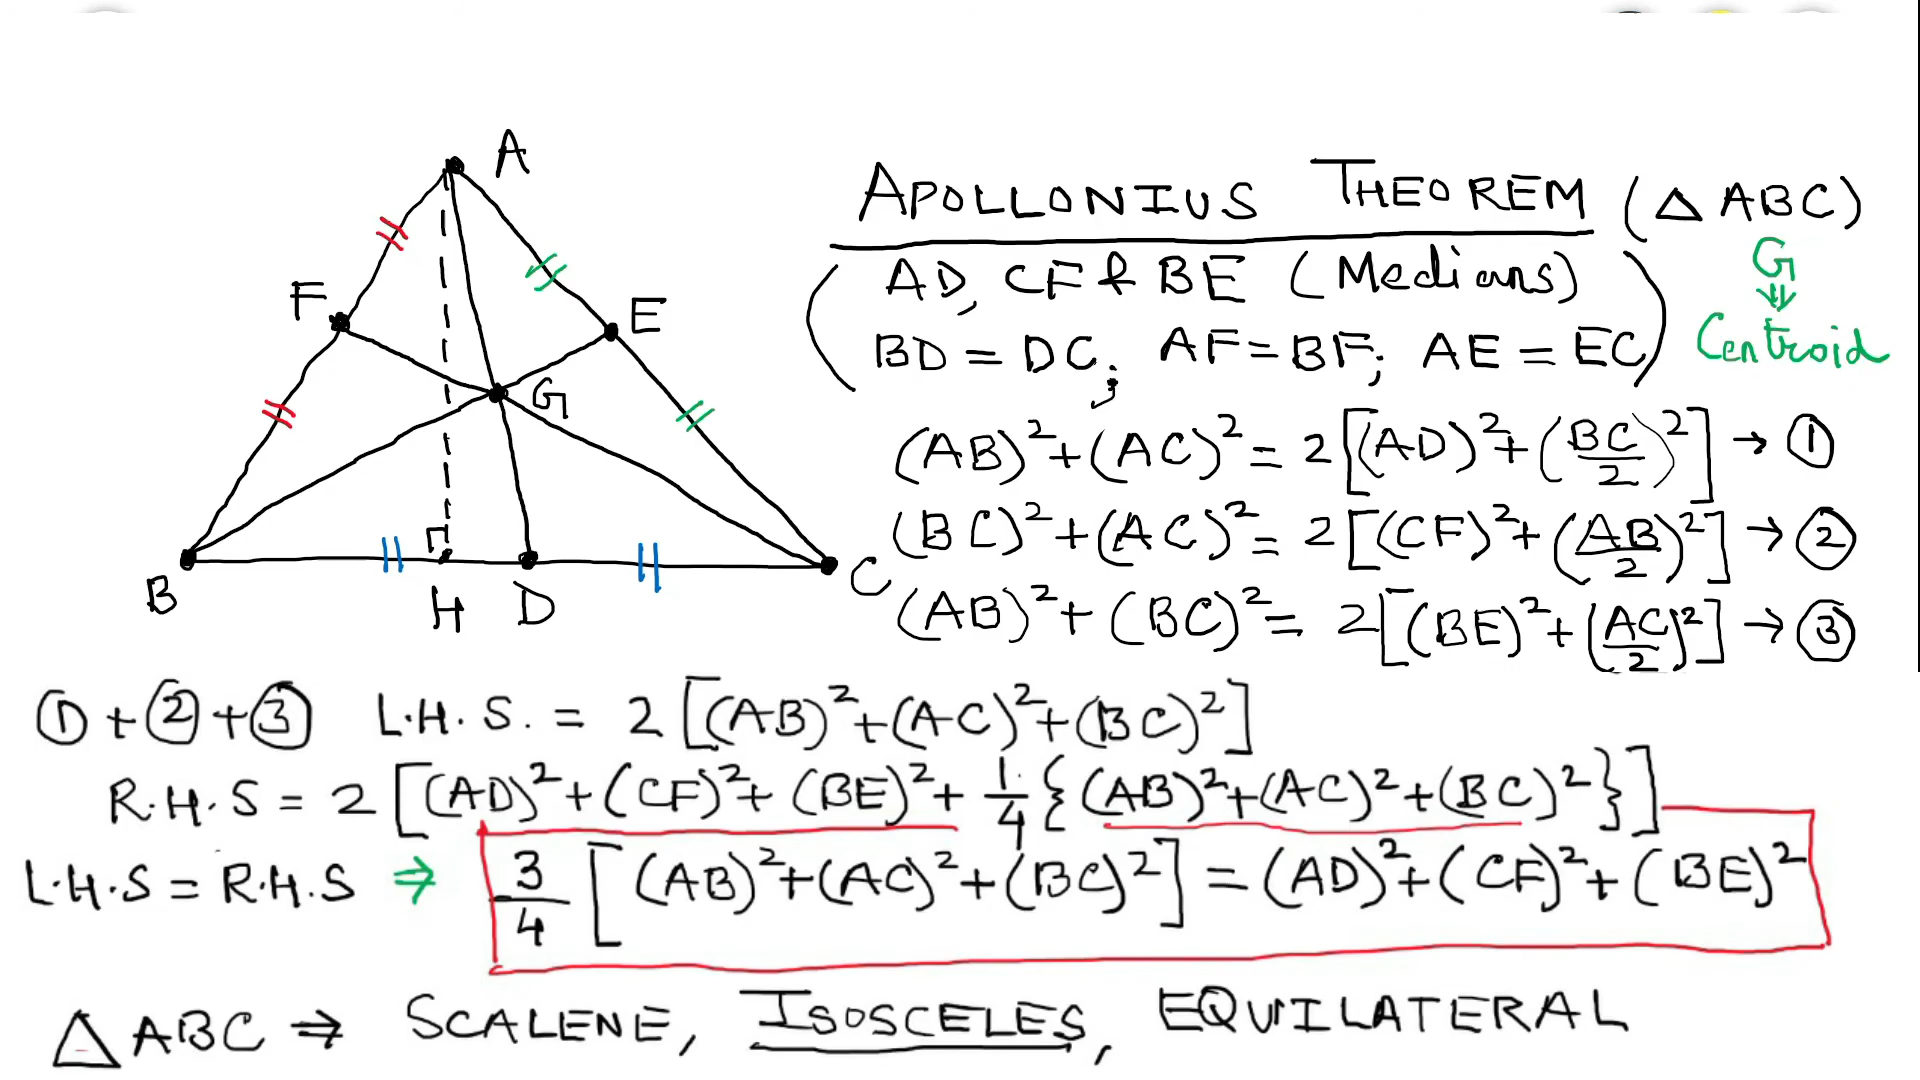 A
F
E
G
B
H
D
C
APOLLONIUS THEOREM (△ ABC)
G
⇓
Centroid
(AD, CF & BE (Medians)
BD = DC; AF = BF; AE = EC)
(AB)² + (AC)² = 2[(AD)² + (BC/2)²] → ①
(BC)² + (AC)² = 2[(CF)² + (AB/2)²] → ②
(AB)² + (BC)² = 2[(BE)² + (AC/2)²] → ③
① + ② + ③ L.H.S. = 2[(AB)² + (AC)² + (BC)²]
R.H.S = 2[(AD)² + (CF)² + (BE)² + 1/4{(AB)² + (AC)² + (BC)²}]
L.H.S = R.H.S ⇒ 3/4[(AB)² + (AC)² + (BC)²] = (AD)² + (CF)² + (BE)²
△ ABC ⇒ SCALENE, ISOSCELES, EQUILATERAL